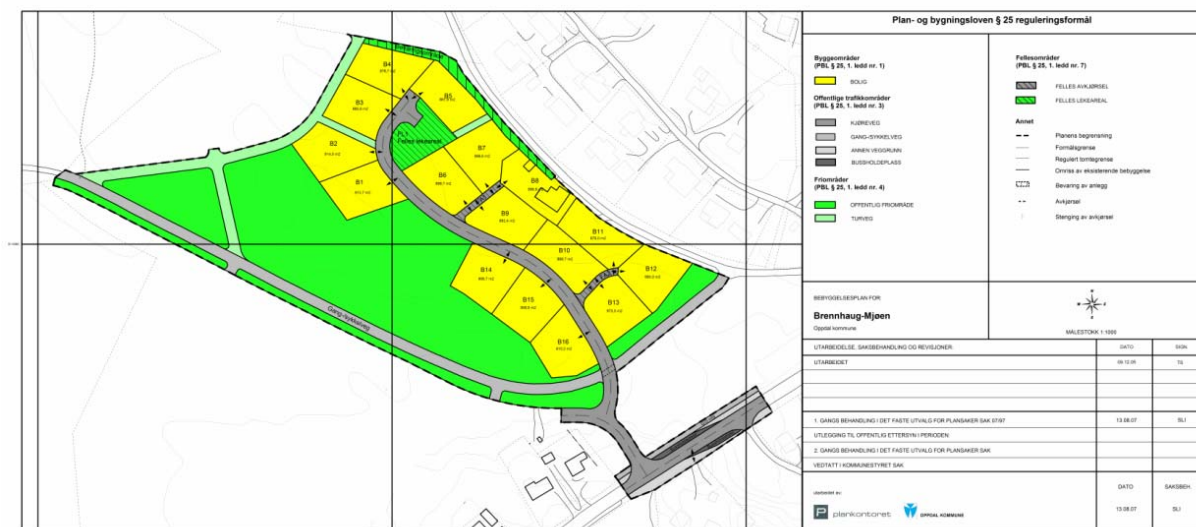 Plan- og bygningsloven § 25 reguleringsformål
Byggeområder
(PBL § 25, 1. ledd nr. 1)
BOLIG
Offentlige trafikkområder
(PBL § 25, 1. ledd nr. 3)
KJØREVEG
GANG-/SYKKELVEG
ANNEN VEGGRUNN
BUSSHOLDEPLASS
Friområder
(PBL § 25, 1. ledd nr. 4)
OFFENTLIG FRIOMRÅDE
TURVEG
Fellesområder
(PBL § 25, 1. ledd nr. 7)
FELLES AVKJØRSEL
FELLES LEKEAREAL
Annet
Planens begrensning
Formålsgrense
Regulert tomtegrense
Omriss av eksisterende bebyggelse
Bevaring av anlegg
Avkjørsel
Stenging av avkjørsel
BEBYGGELSESPLAN FOR
Brennhaug-Mjøen
Oppdal kommune
MÅLESTOKK 1:1000
UTARBEIDELSE, SAKSBEHANDLING OG REVISJONER:
DATO
SIGN
UTARBEIDET
1. GANGS BEHANDLING I DET FASTE UTVALG FOR PLANSAKER SAK 07/97
13.08.07
SLI
UTLEGGING TIL OFFENTLIG ETTERSYN I PERIODEN
2. GANGS BEHANDLING I DET FASTE UTVALG FOR PLANSAKER SAK
VEDTATT I KOMMUNESTYRET SAK
utarbeidet av:
plankontoret
OPPDAL KOMMUNE
DATO
SAKSBEH.
13.08.07
SLI
B4
B5
B3
B2
B1
Felles lekeareal
B7
B6
B8
B9
B11
B10
B12
B14
B13
B15
B16
Gang-/sykkelveg